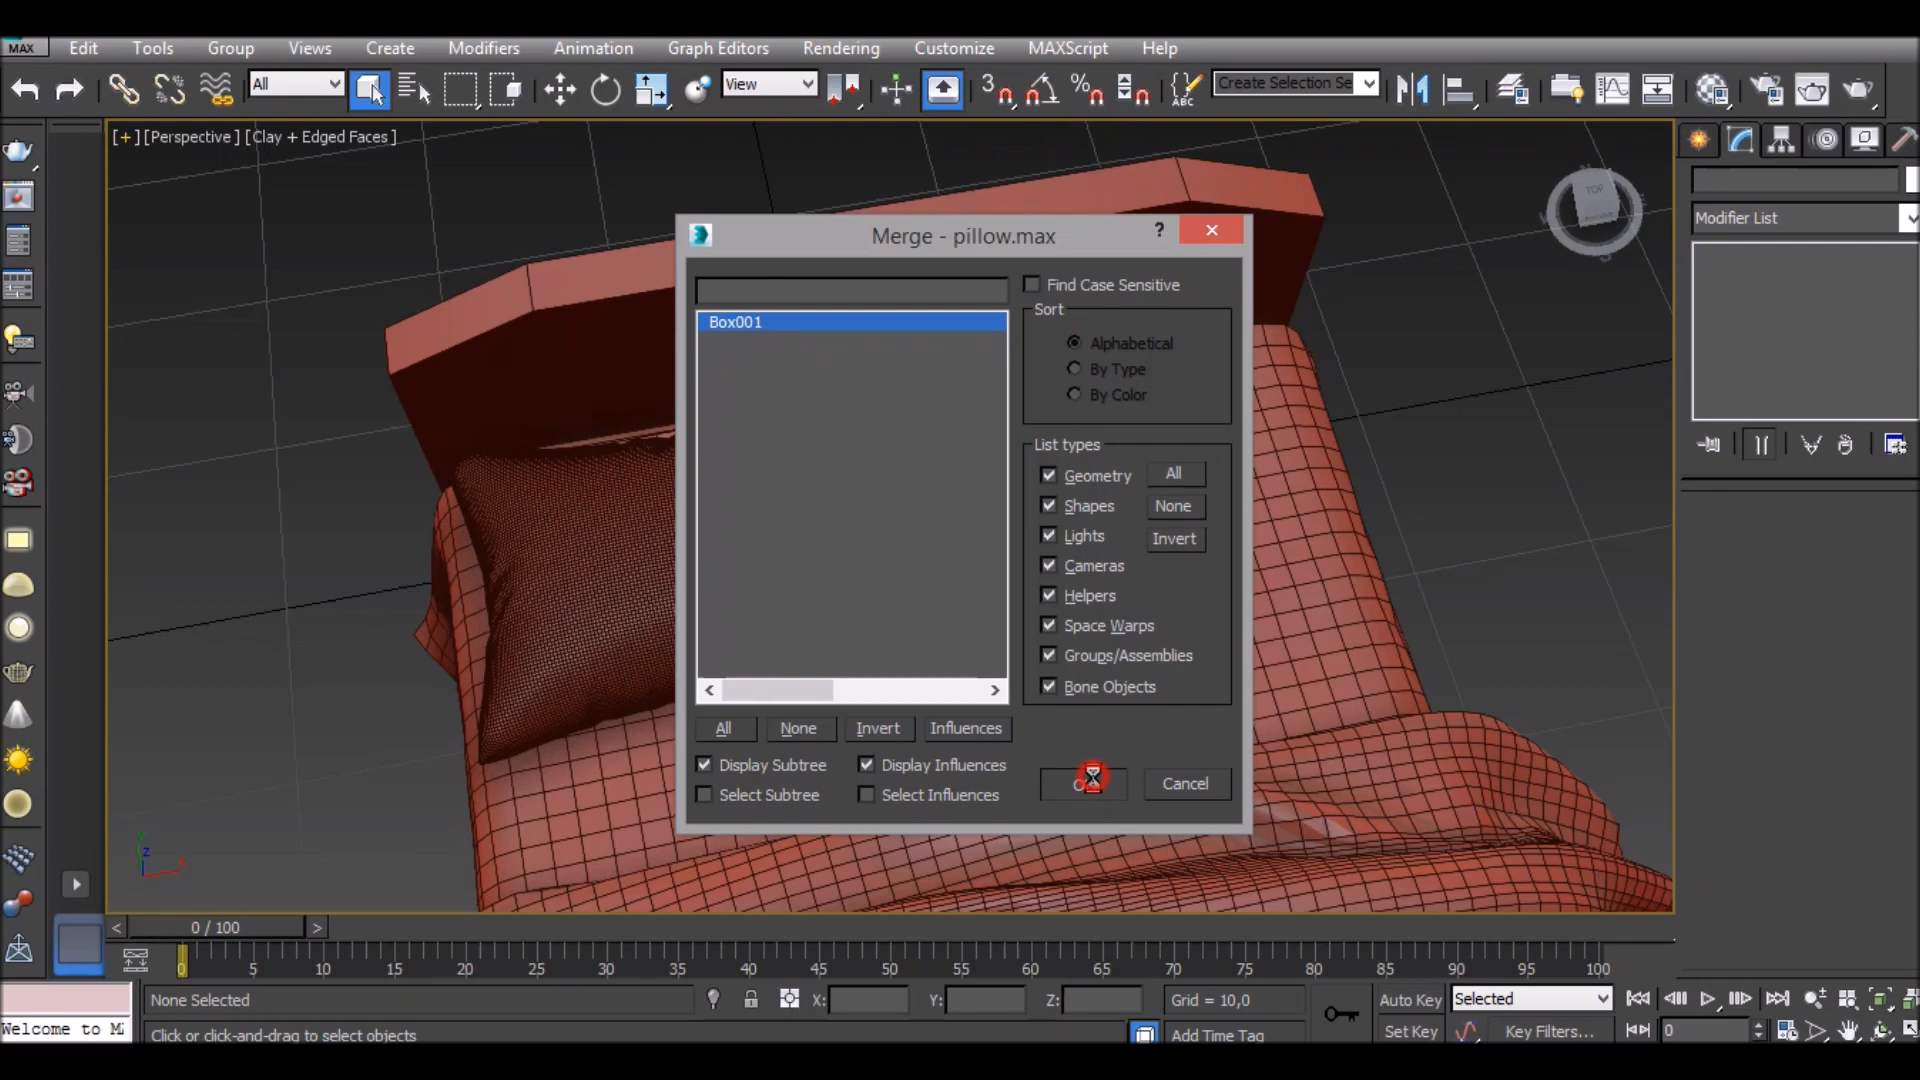 MAX Edit Tools Group Views Create Modifiers Animation Graph Editors Rendering Customize MAXScript Help
All View 3 % ABC Create Selection Se
[+] [Perspective ] [Clay + Edged Faces ]
TOP
Modifier List
Merge - pillow.max
?
Find Case Sensitive
Box001
Sort
Alphabetical
By Type
By Color
List types
Geometry All
Shapes None
Lights Invert
Cameras
Helpers
Space Warps
Groups/Assemblies
Bone Objects
All None Invert Influences
Display Subtree Display Influences
Select Subtree Select Influences
Cancel
z
< 0 / 100 >
0 5 10 15 20 25 30 35 40 45 50 55 60 65 70 75 80 85 90 95 100
None Selected X: Y: Z: Grid = 10,0 Auto Key Selected
Welcome to MA Click or click-and-drag to select objects Add Time Tag Set Key Key Filters... 0